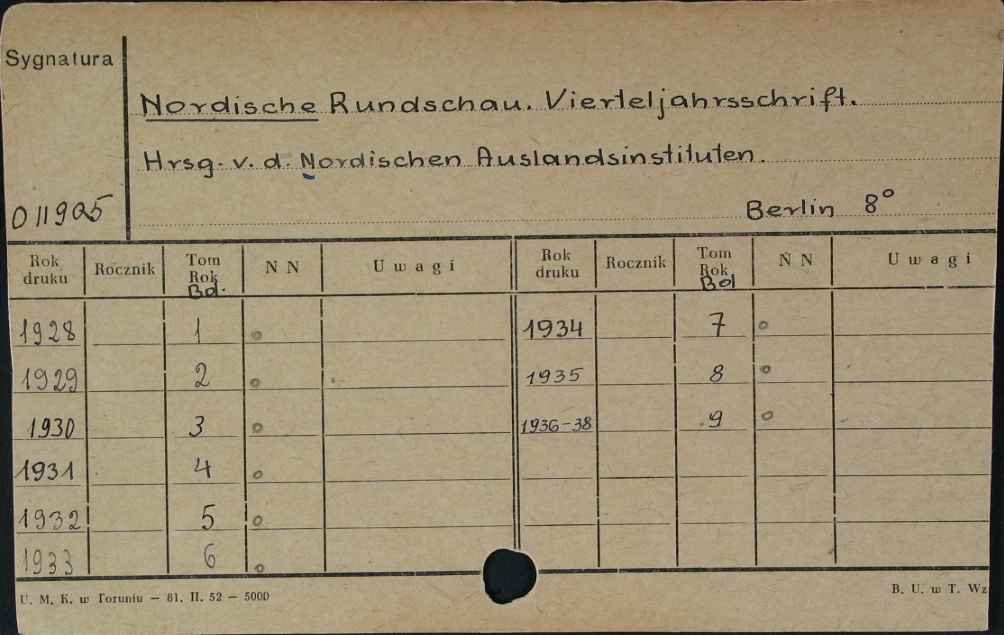 Sygnatura
Nordische Rundschau. Vierteljahrsschrift.
Hrsg. v. d. Nordischen Auslandsinstituten.
011905
Berlin 8°
Rok druku Rocznik Tom Rok Bd. N N Uwagi Rok druku Rocznik Tom Rok Bd N N Uwagi
1928 1 o 1934 7 o
1929 2 o 1935 8 o
1930 3 o 1936-38 9 o
1931 4 o
1932 5 o
1933 6 o
U. M. K. w Toruniu — 81. II. 52 — 5000
B. U. w T. Wz